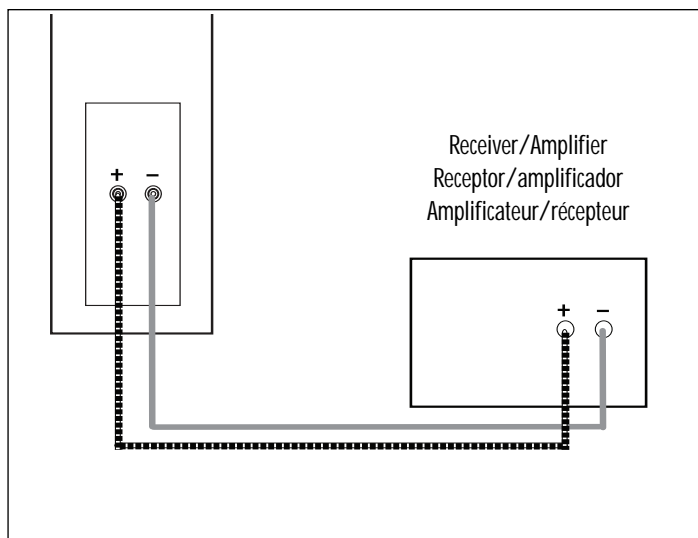 Receiver/Amplifier
Receptor/amplificador
Amplificateur/récepteur
+ −
+ −